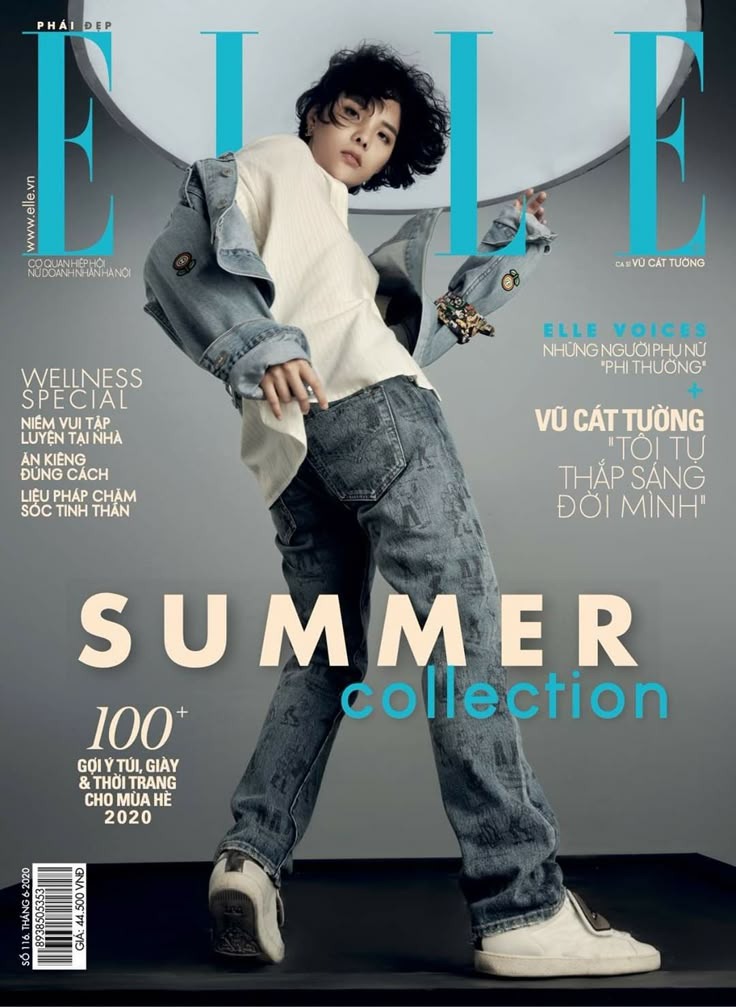 PHÁI ĐẸP
ELLE
www.elle.vn
CƠ QUAN HIỆP HỘI
NỮ DOANH NHÂN HÀ NỘI
CA SĨ VŨ CÁT TƯỜNG
ELLE VOICES
NHỮNG NGƯỜI PHỤ NỮ
"PHI THƯỜNG"
+
VŨ CÁT TƯỜNG
"TÔI TỰ
THẮP SÁNG
ĐỜI MÌNH"
WELLNESS
SPECIAL
NIỀM VUI TẬP
LUYỆN TẠI NHÀ
ĂN KIÊNG
ĐÚNG CÁCH
LIỆU PHÁP CHĂM
SÓC TINH THẦN
SUMMER
collection
100+
GỢI Ý TÚI, GIÀY
& THỜI TRANG
CHO MÙA HÈ
2020
SỐ 116. THÁNG 6-2020
8938505353
GIÁ: 44.500 VNĐ